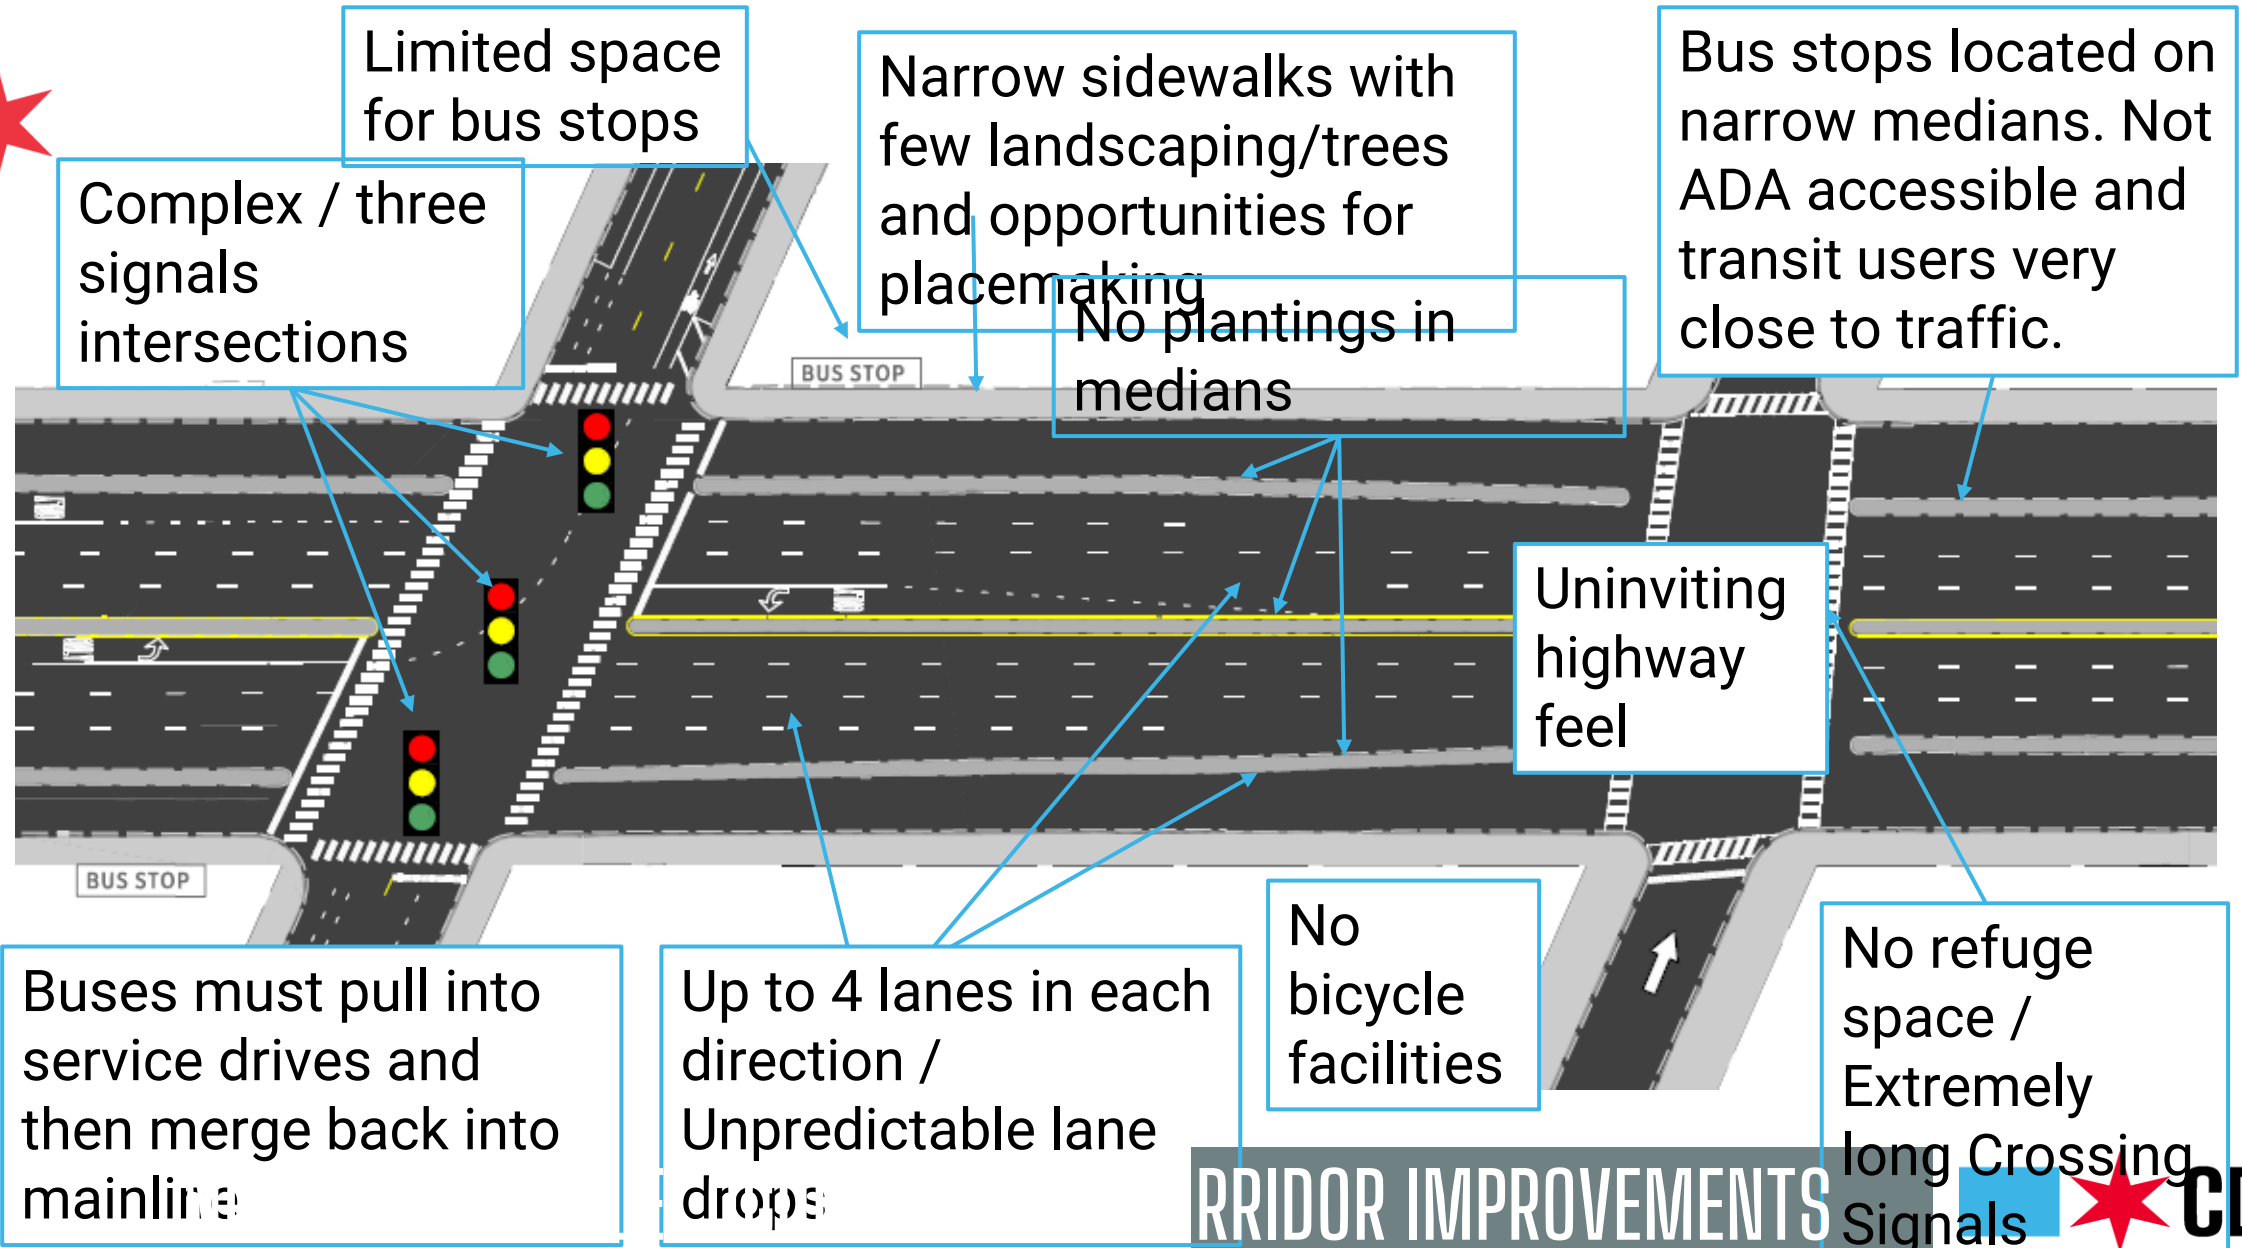 Limited space
for bus stops
Narrow sidewalks with
few landscaping/trees
and opportunities for
placemaking
Bus stops located on
narrow medians. Not
ADA accessible and
transit users very
close to traffic.
Complex / three
signals
intersections
No plantings in
medians
BUS STOP
Uninviting
highway
feel
BUS STOP
Buses must pull into
service drives and
then merge back into
mainline
Up to 4 lanes in each
direction /
Unpredictable lane
drops
No
bicycle
facilities
No refuge
space /
Extremely
long Crossing
Signals
RRIDOR IMPROVEMENTS